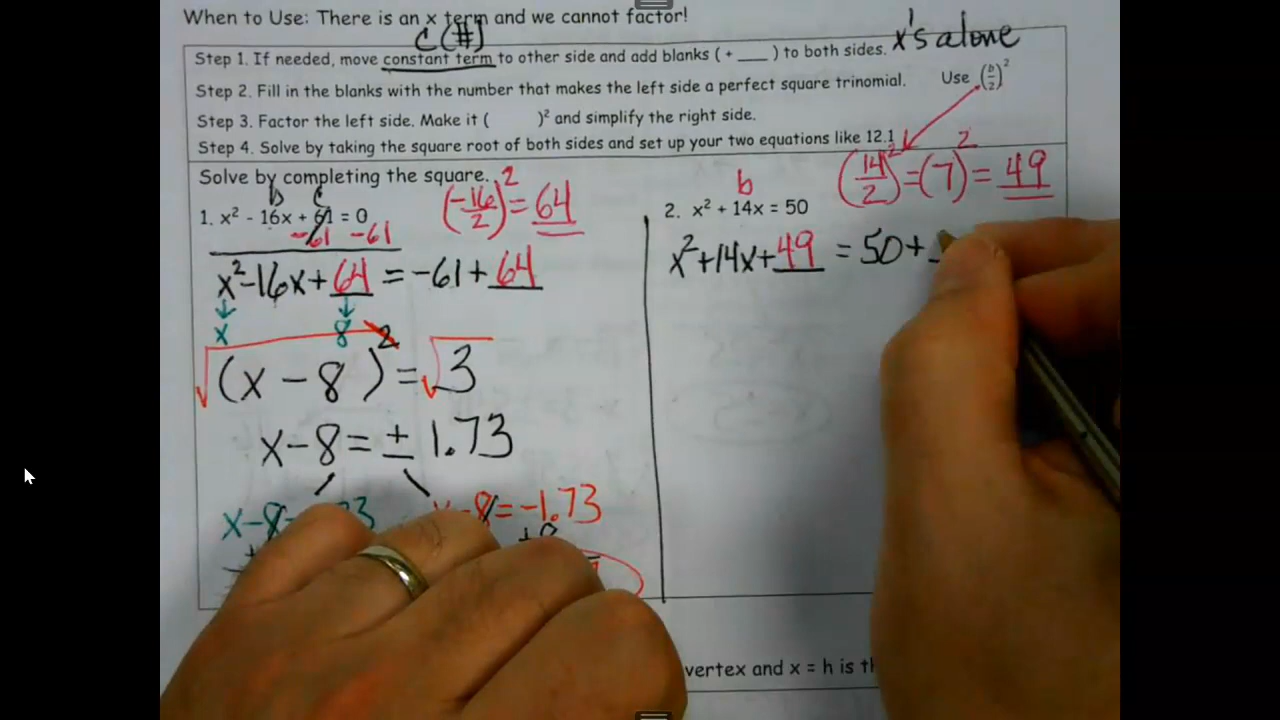 When to Use: There is an x term and we cannot factor!
C (#)
x's alone
Step 1. If needed, move constant term to other side and add blanks ( + ___ ) to both sides.
Step 2. Fill in the blanks with the number that makes the left side a perfect square trinomial. Use (b/2)²
Step 3. Factor the left side. Make it (      )² and simplify the right side.
Step 4. Solve by taking the square root of both sides and set up your two equations like 12.1
Solve by completing the square.
b c
1. x² - 16x + 61 = 0
-61 -61
(-16/2)² = 64
x² - 16x + 64 = -61 + 64
x 8
√(x - 8)² = √3
x - 8 = ± 1.73
x - 8
x - 8 = -1.73
b
2. x² + 14x = 50
(14/2)² = (7)² = 49
x² + 14x + 49 = 50 +
vertex and x = h is